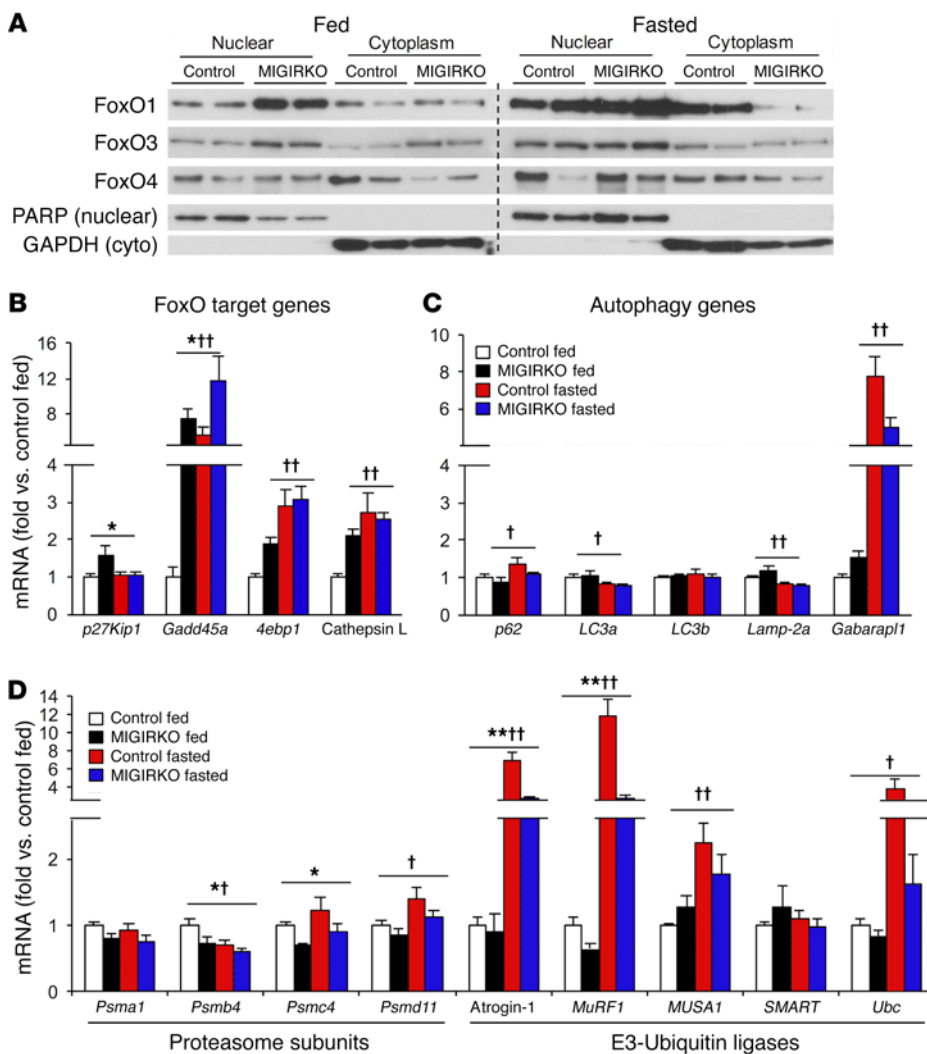 A
Fed Fasted
Nuclear Cytoplasm Nuclear Cytoplasm
Control MIGIRKO Control MIGIRKO Control MIGIRKO Control MIGIRKO
FoxO1
FoxO3
FoxO4
PARP (nuclear)
GAPDH (cyto)
B FoxO target genes
mRNA (fold vs. control fed)
16
12
8
4
3
2
1
0
*
*††
††
††
p27Kip1 Gadd45a 4ebp1 Cathepsin L
C Autophagy genes
Control fed
MIGIRKO fed
Control fasted
MIGIRKO fasted
10
8
6
4
3
2
1
0
†
†
††
††
p62 LC3a LC3b Lamp-2a Gabarapl1
D
mRNA (fold vs. control fed)
Control fed
MIGIRKO fed
Control fasted
MIGIRKO fasted
14
12
10
8
6
4
2
1
0
*†
*
†
**††
**††
††
†
Psma1 Psmb4 Psmc4 Psmd11 Atrogin-1 MuRF1 MUSA1 SMART Ubc
Proteasome subunits E3-Ubiquitin ligases